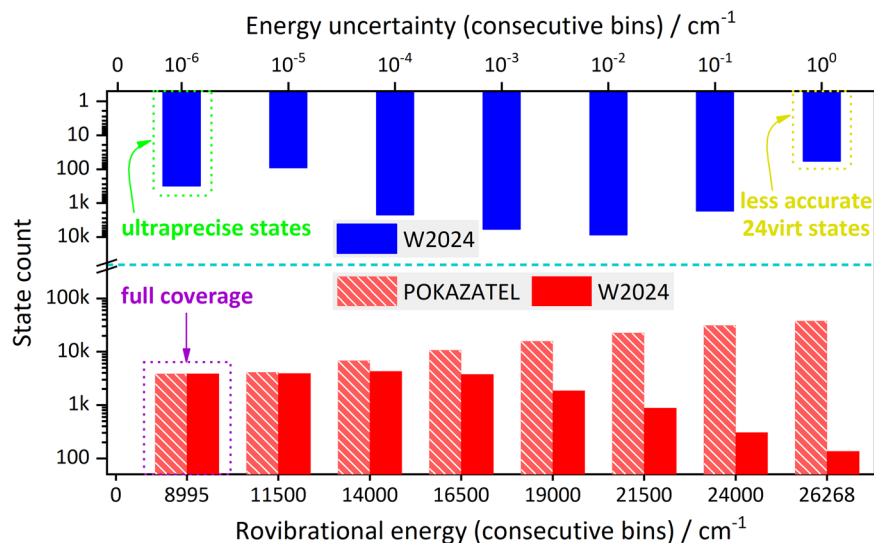 Energy uncertainty (consecutive bins) / cm⁻¹
0 10⁻⁶ 10⁻⁵ 10⁻⁴ 10⁻³ 10⁻² 10⁻¹ 10⁰
1
10
100
1k
10k
ultraprecise states
less accurate
24virt states
W2024
State count
full coverage
POKAZATEL W2024
100k
10k
1k
100
0 8995 11500 14000 16500 19000 21500 24000 26268
Rovibrational energy (consecutive bins) / cm⁻¹